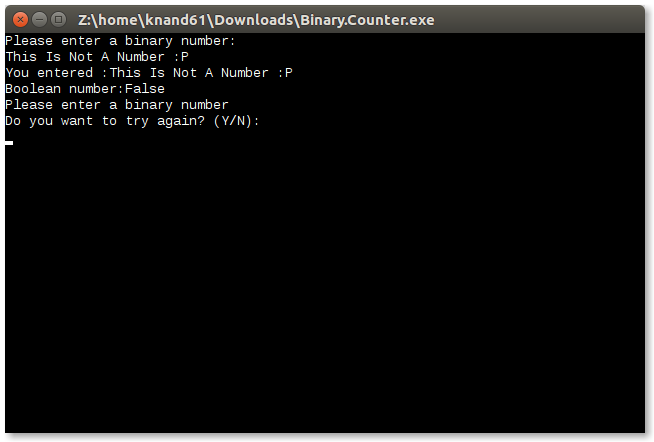 Z:\home\knand61\Downloads\Binary.Counter.exe
Please enter a binary number:
This Is Not A Number :P
You entered :This Is Not A Number :P
Boolean number:False
Please enter a binary number
Do you want to try again? (Y/N):